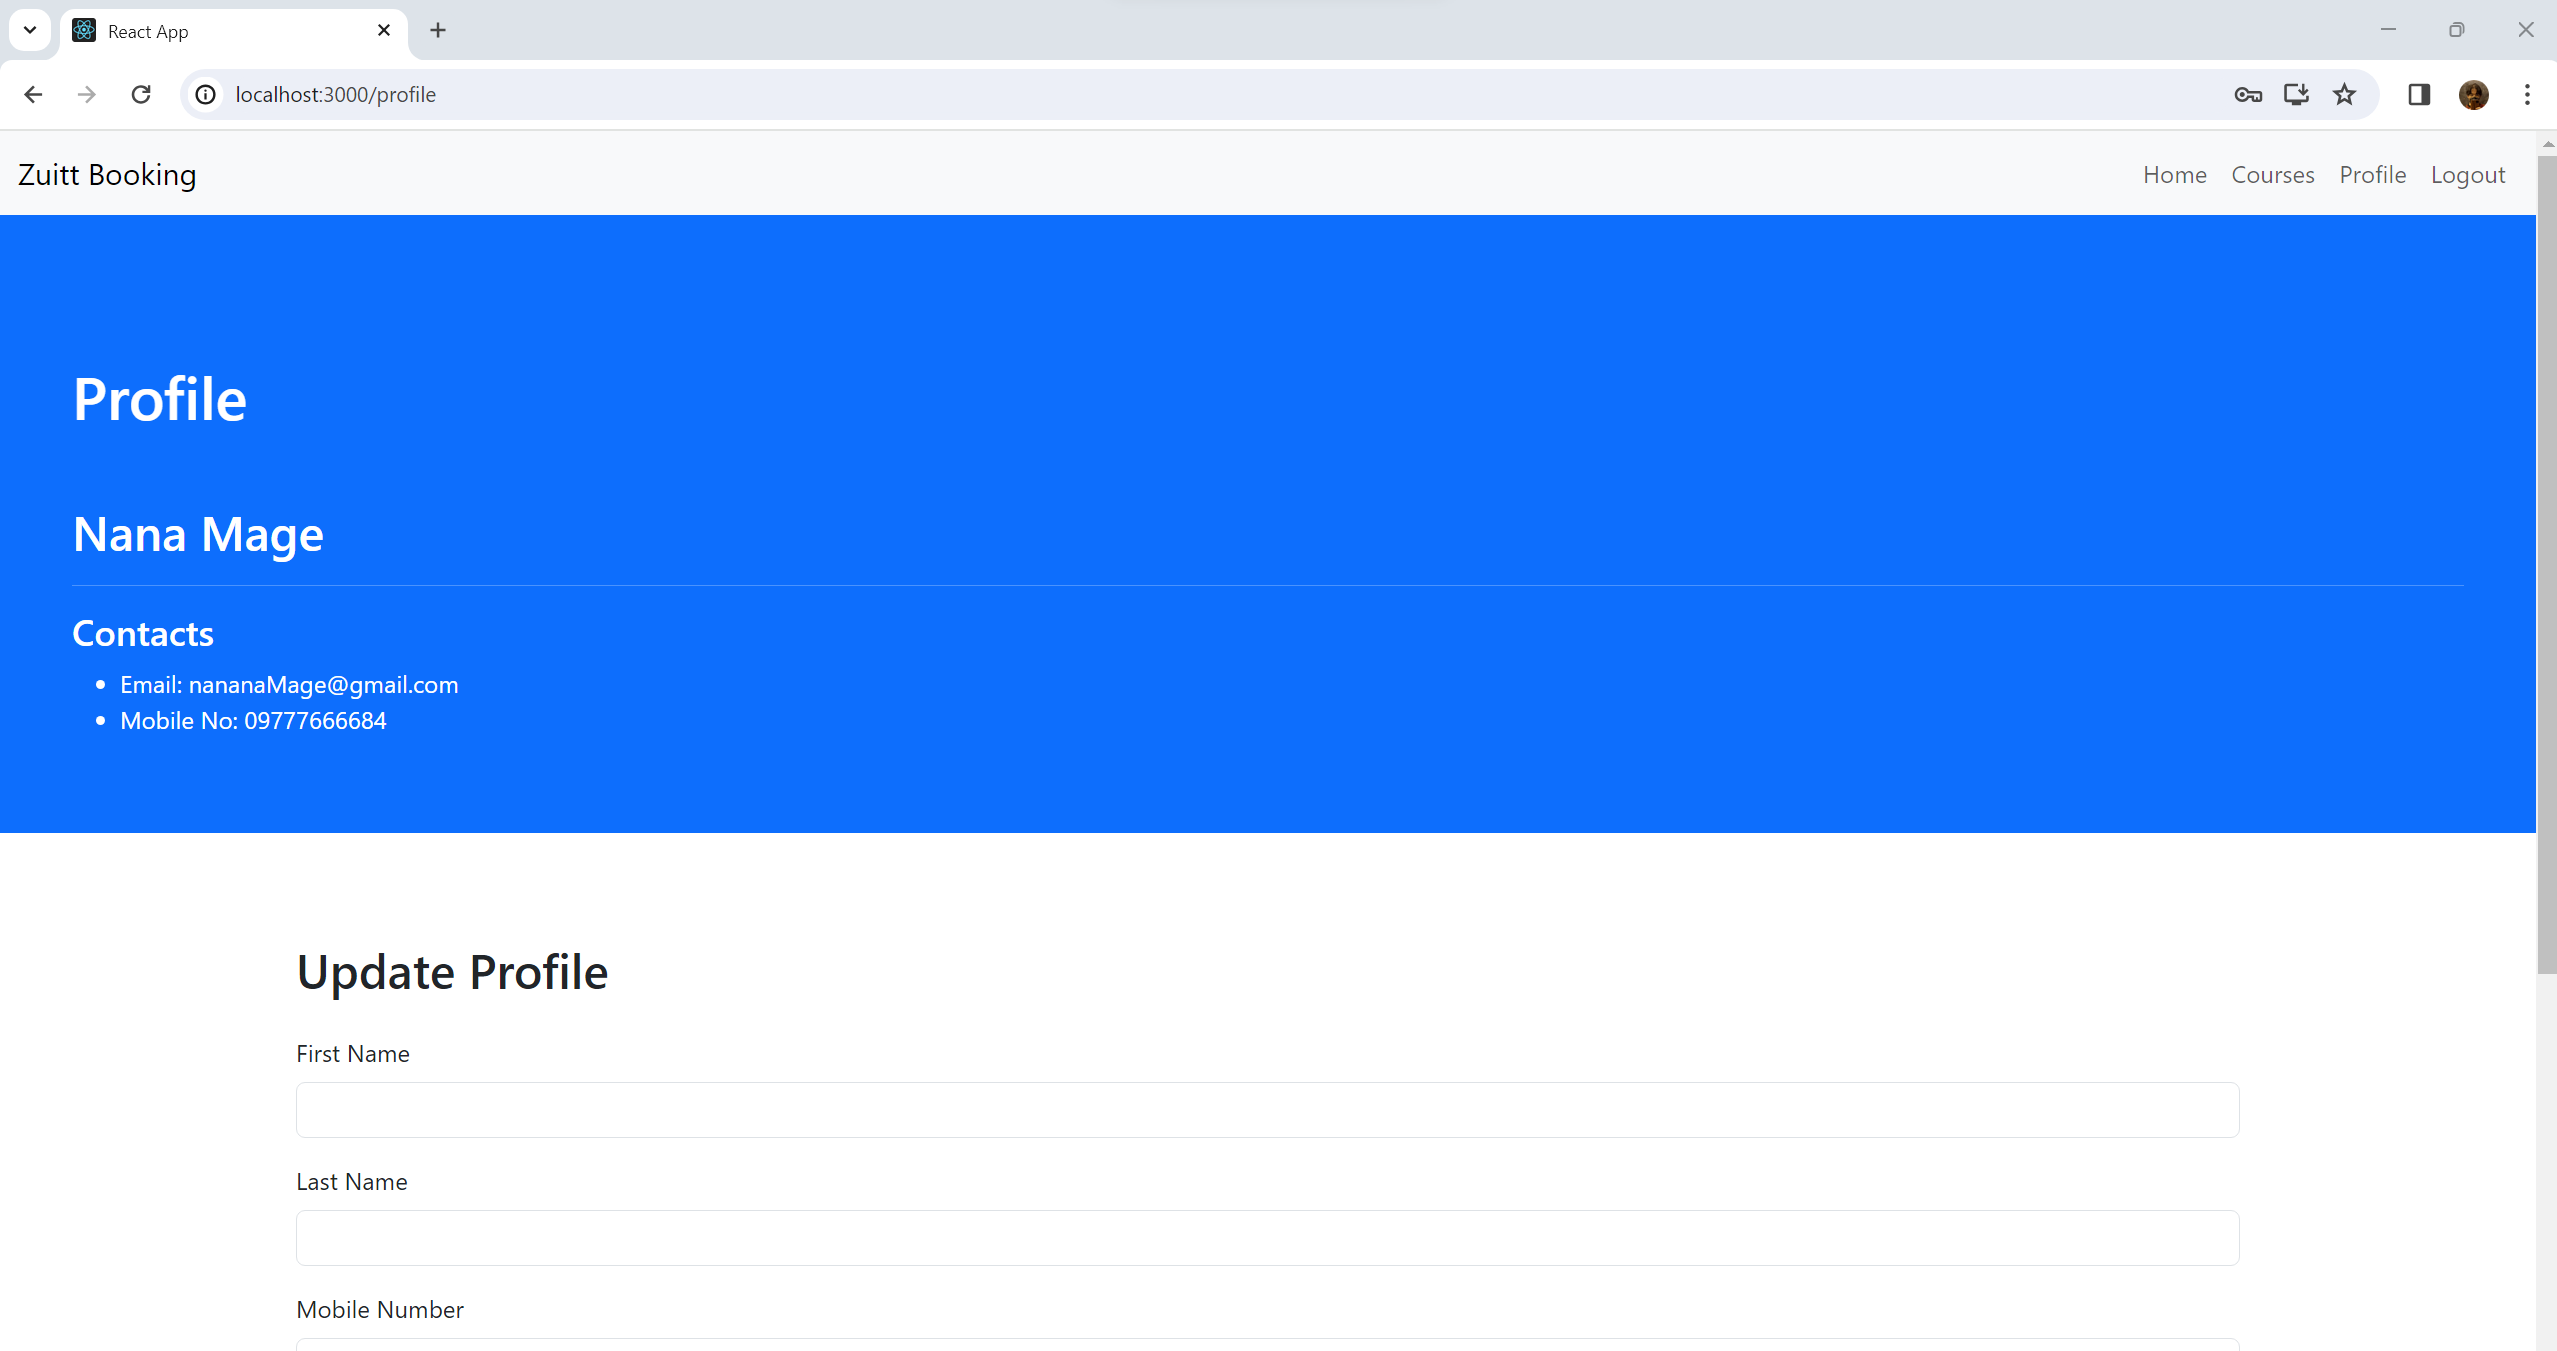 React App
localhost:3000/profile
Zuitt Booking
Home Courses Profile Logout
Profile
Nana Mage
Contacts
Email: nananaMage@gmail.com
Mobile No: 09777666684
Update Profile
First Name
Last Name
Mobile Number